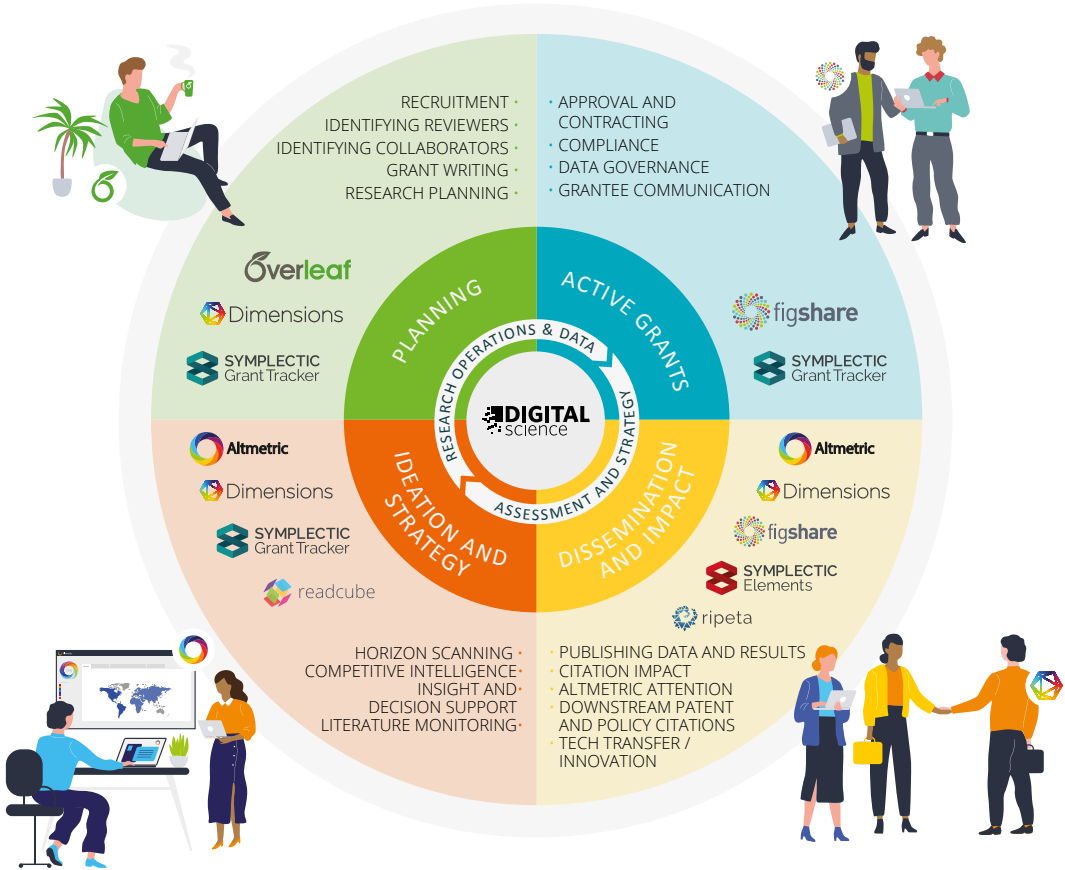 RECRUITMENT •
IDENTIFYING REVIEWERS •
IDENTIFYING COLLABORATORS •
GRANT WRITING •
RESEARCH PLANNING •
• APPROVAL AND
CONTRACTING
• COMPLIANCE
• DATA GOVERNANCE
• GRANTEE COMMUNICATION
overleaf
Dimensions
SYMPLECTIC
Grant Tracker
figshare
SYMPLECTIC
Grant Tracker
PLANNING
ACTIVE GRANTS
RESEARCH OPERATIONS & DATA
ASSESSMENT AND STRATEGY
DIGITAL
science
IDEATION AND
STRATEGY
DISSEMINATION
AND IMPACT
Altmetric
Dimensions
SYMPLECTIC
Grant Tracker
readcube
Altmetric
Dimensions
figshare
SYMPLECTIC
Elements
ripeta
HORIZON SCANNING •
COMPETITIVE INTELLIGENCE •
INSIGHT AND •
DECISION SUPPORT
LITERATURE MONITORING •
• PUBLISHING DATA AND RESULTS
• CITATION IMPACT
• ALTMETRIC ATTENTION
• DOWNSTREAM PATENT
AND POLICY CITATIONS
• TECH TRANSFER /
INNOVATION